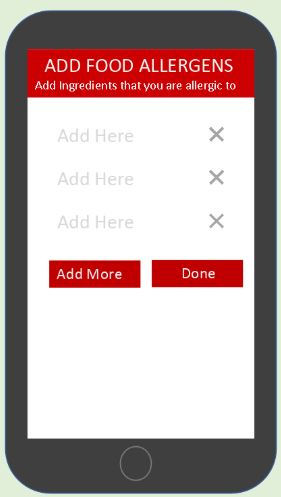 ADD FOOD ALLERGENS
Add Ingredients that you are allergic to
Add Here
Add Here
Add Here
Add More
Done